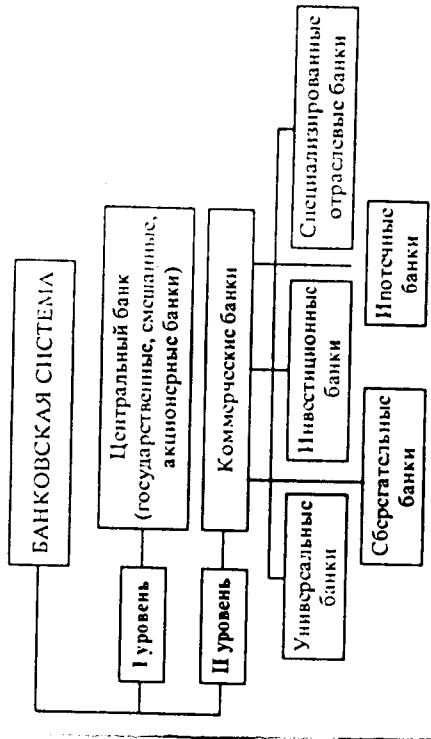 БАНКОВСКАЯ СИСТЕМА
I уровень
Центральный банк
(государственные, смешанные,
акционерные банки)
II уровень
Коммерческие банки
Универсальные
банки
Инвестиционные
банки
Специализированные
отраслевые банки
Сберегательные
банки
Ипотечные
банки